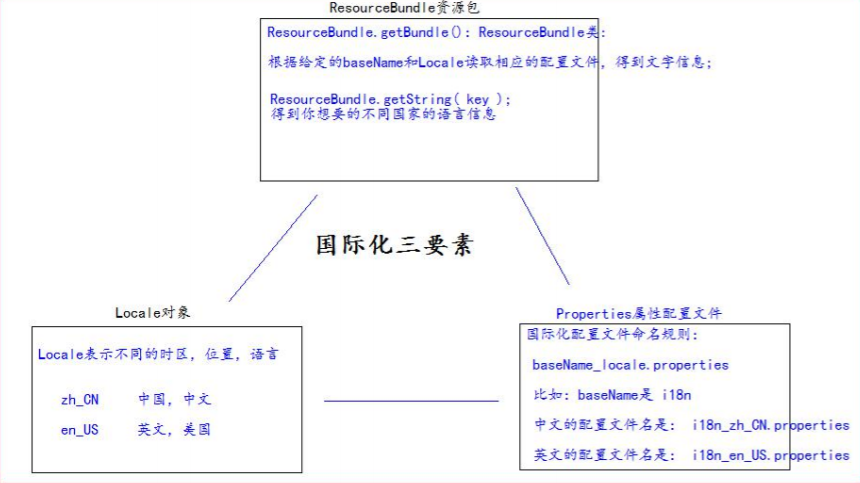 ResourceBundle资源包
ResourceBundle.getBundle(): ResourceBundle类:
根据给定的baseName和Locale读取相应的配置文件, 得到文字信息;
ResourceBundle.getString( key );
得到你想要的不同国家的语言信息
国际化三要素
Locale对象
Locale表示不同的时区, 位置, 语言
zh_CN 中国, 中文
en_US 英文, 美国
Properties属性配置文件
国际化配置文件命名规则:
baseName_locale.properties
比如: baseName是 i18n
中文的配置文件名是: i18n_zh_CN.properties
英文的配置文件名是: i18n_en_US.properties